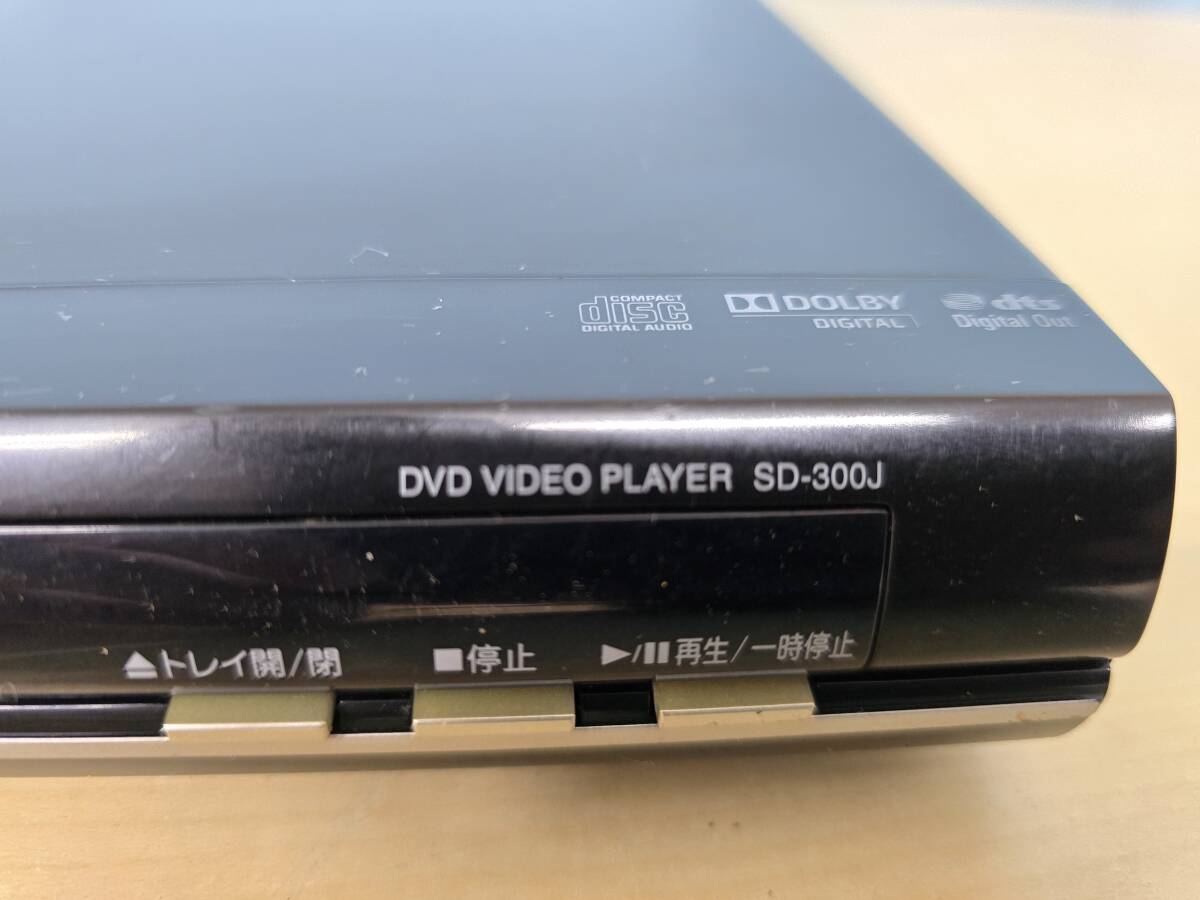 COMPACT
disc
DIGITAL AUDIO
DOLBY
DIGITAL
dts
Digital Out
DVD VIDEO PLAYER SD-300J
⏏トレイ開/閉
■停止
▶/❚❚再生/一時停止